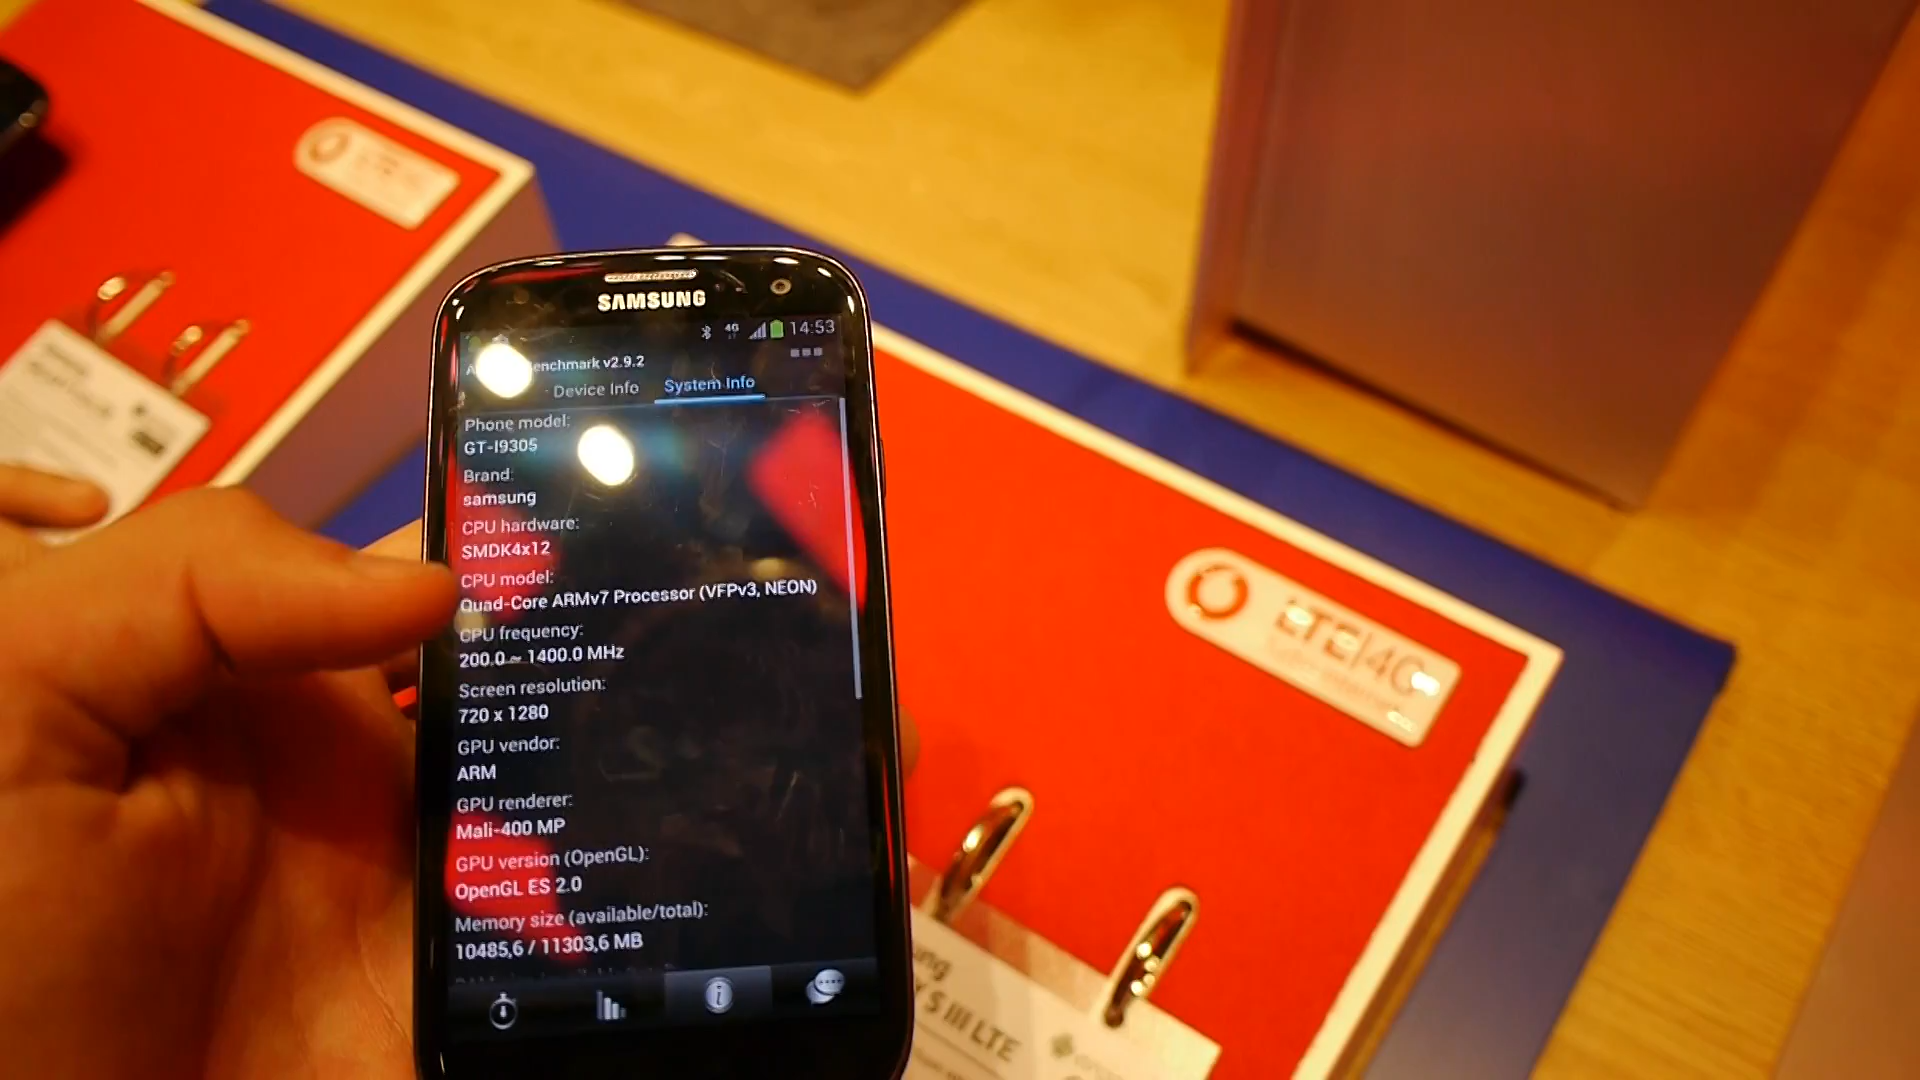 SAMSUNG
4G 14:53
enchmark v2.9.2
Device Info System Info
Phone model:
GT-I9305
Brand:
samsung
CPU hardware:
SMDK4x12
CPU model:
Quad-Core ARMv7 Processor (VFPv3, NEON)
CPU frequency:
200.0 ~ 1400.0 MHz
Screen resolution:
720 x 1280
GPU vendor:
ARM
GPU renderer:
Mali-400 MP
GPU version (OpenGL):
OpenGL ES 2.0
Memory size (available/total):
10485,6 / 11303,6 MB
LTE|4G
S III LTE